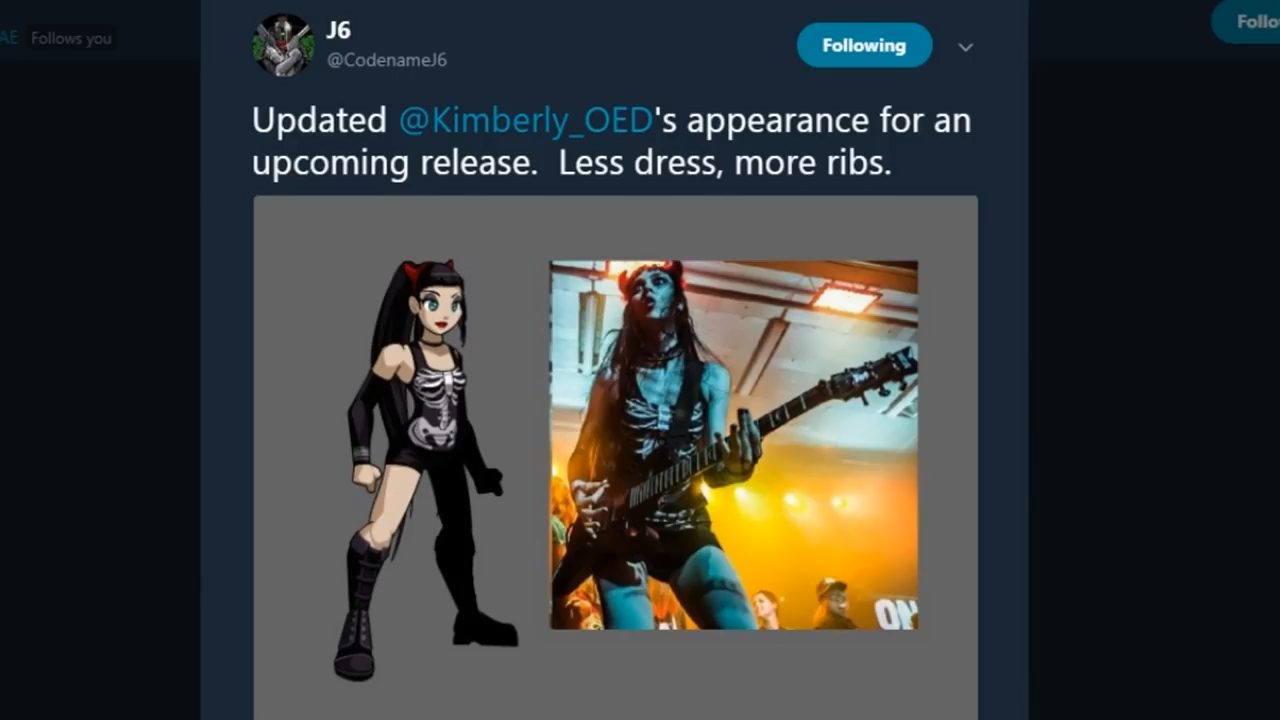 AE Follows you
J6
@CodenameJ6
Following
Follo
Updated @Kimberly_OED's appearance for an
upcoming release.  Less dress, more ribs.
ON